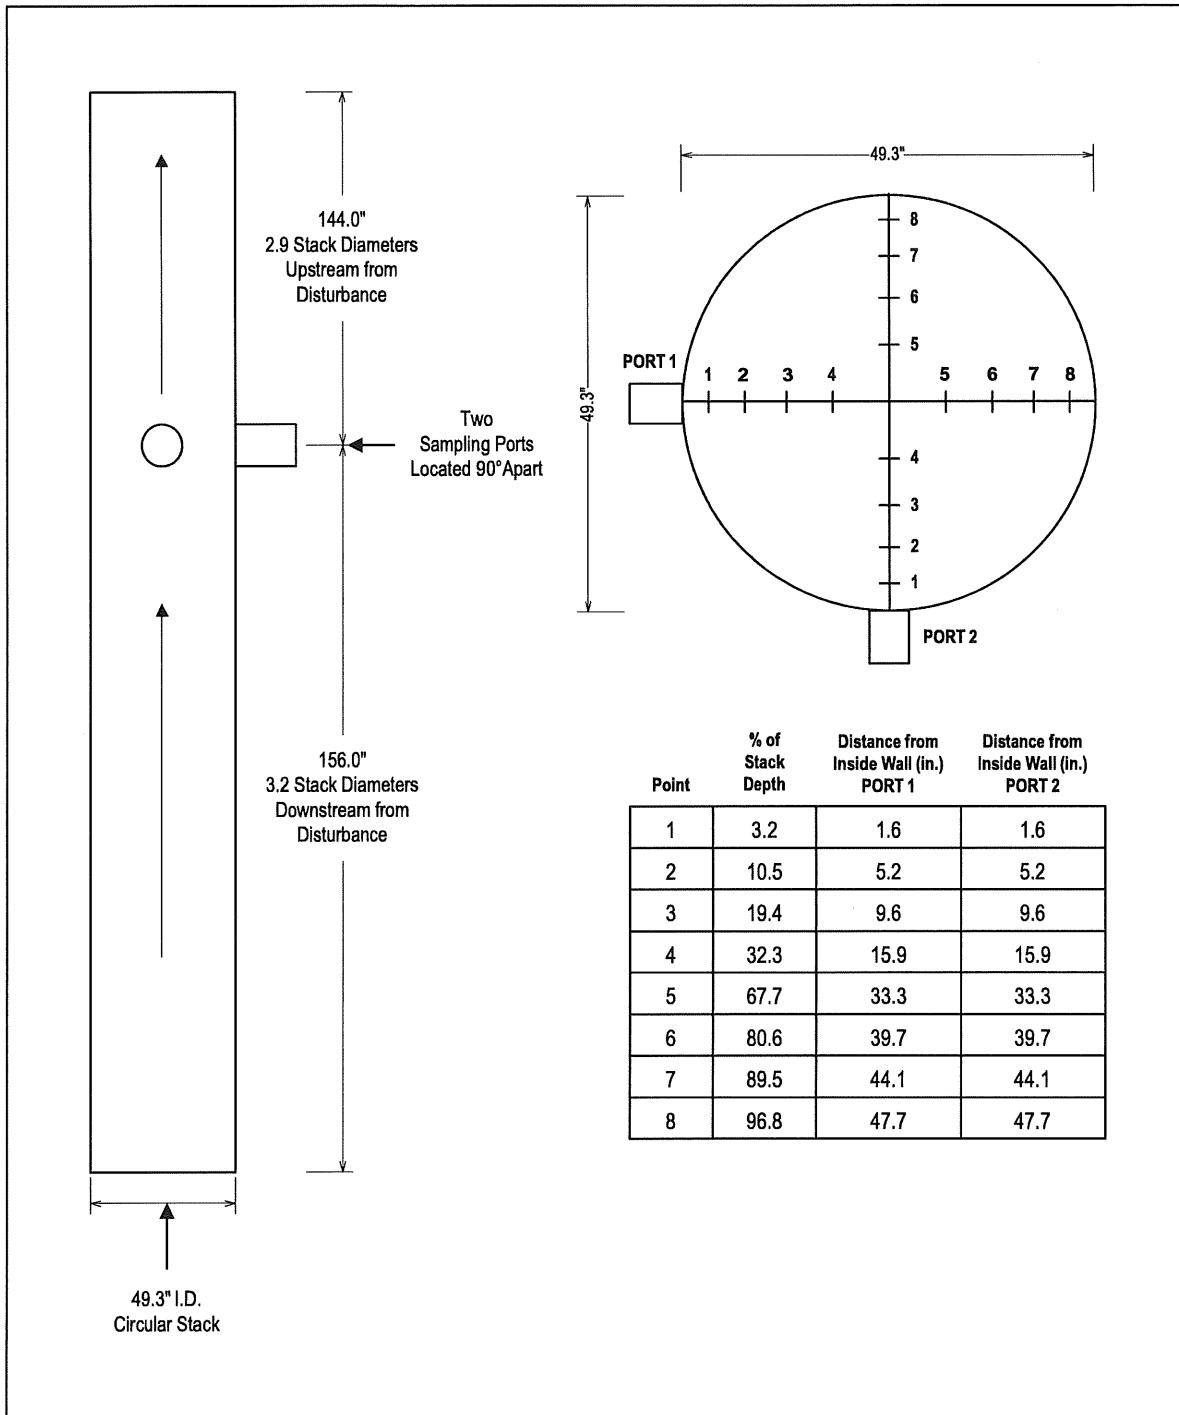 144.0"
2.9 Stack Diameters
Upstream from
Disturbance
Two
Sampling Ports
Located 90°Apart
156.0"
3.2 Stack Diameters
Downstream from
Disturbance
49.3" I.D.
Circular Stack
49.3"
49.3"
8
7
6
5
PORT 1
1 2 3 4 5 6 7 8
4
3
2
1
PORT 2
Point
% of
Stack
Depth
Distance from
Inside Wall (in.)
PORT 1
Distance from
Inside Wall (in.)
PORT 2
1 3.2 1.6 1.6
2 10.5 5.2 5.2
3 19.4 9.6 9.6
4 32.3 15.9 15.9
5 67.7 33.3 33.3
6 80.6 39.7 39.7
7 89.5 44.1 44.1
8 96.8 47.7 47.7